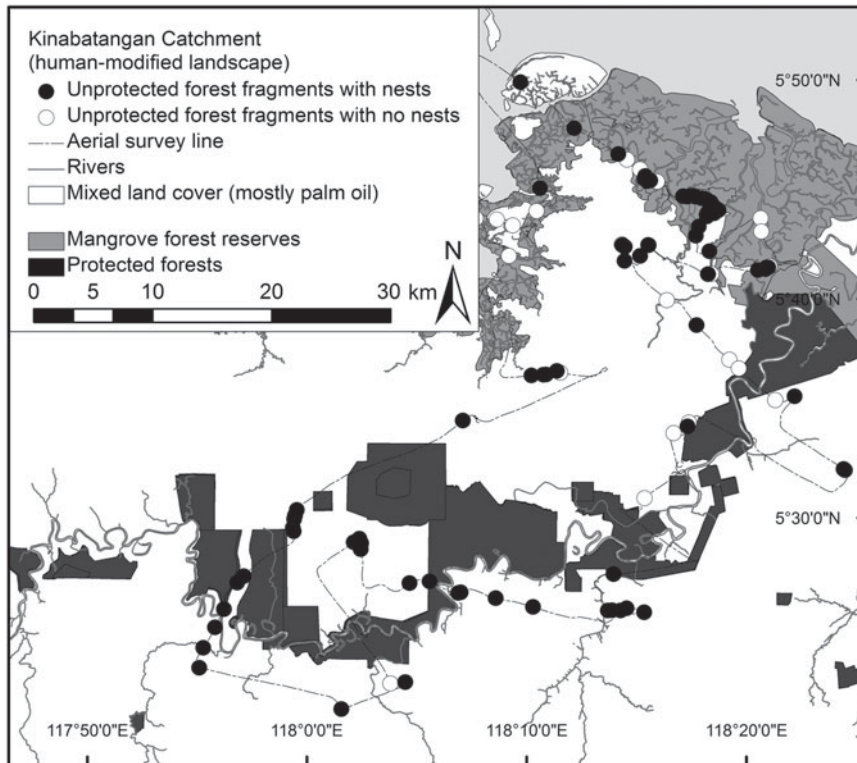 Kinabatangan Catchment
(human-modified landscape)
Unprotected forest fragments with nests
Unprotected forest fragments with no nests
Aerial survey line
Rivers
Mixed land cover (mostly palm oil)
Mangrove forest reserves
Protected forests
N
0 5 10 20 30 km
5°50'0"N
5°40'0"N
5°30'0"N
117°50'0"E 118°0'0"E 118°10'0"E 118°20'0"E